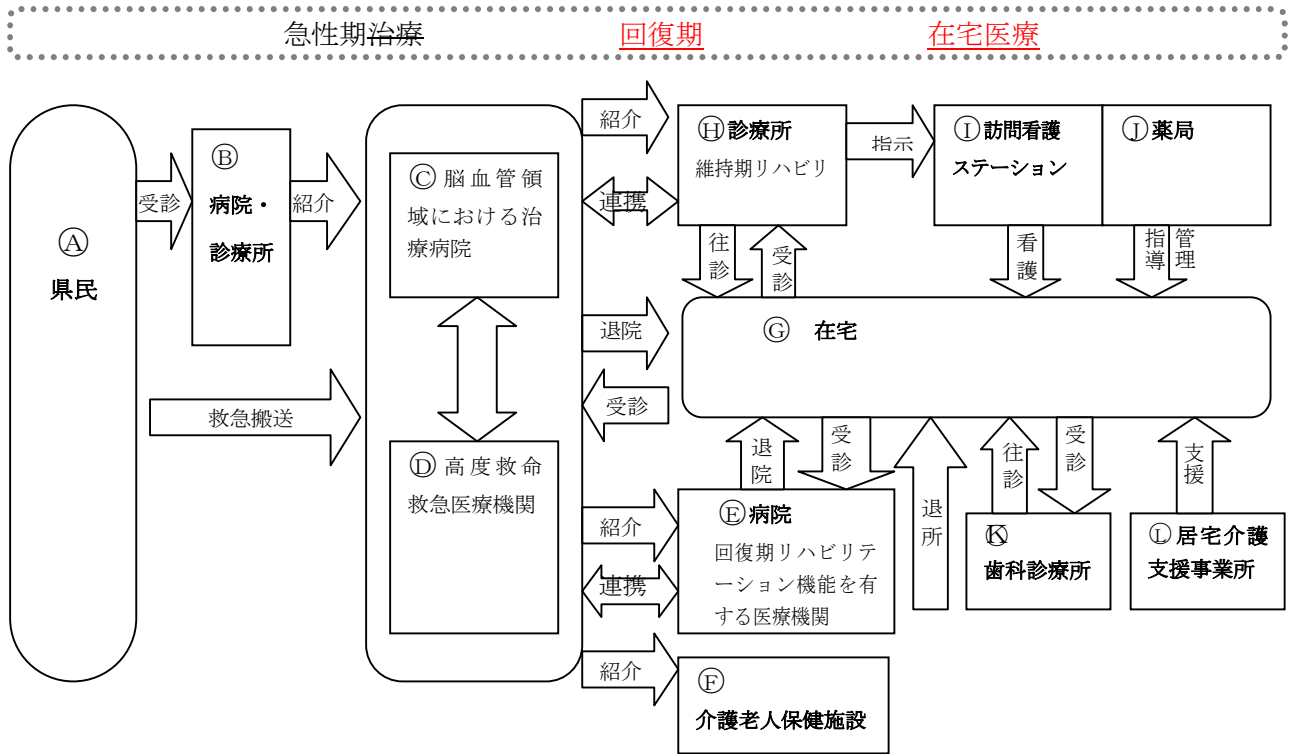 急性期治療 回復期 在宅医療
Ⓐ
県民
受診
Ⓑ
病院・
診療所
紹介
救急搬送
Ⓒ脳血管領
域における治
療病院
Ⓓ高度救命
救急医療機関
紹介
連携
退院
受診
紹介
連携
紹介
Ⓗ診療所
維持期リハビリ
指示
Ⓘ訪問看護
ステーション
Ⓙ薬局
往診
受診
看護
指導
管理
Ⓖ 在宅
退院
受診
退所
往診
受診
支援
Ⓔ病院
回復期リハビリテ
ーション機能を有
する医療機関
Ⓚ
歯科診療所
Ⓛ居宅介護
支援事業所
Ⓕ
介護老人保健施設